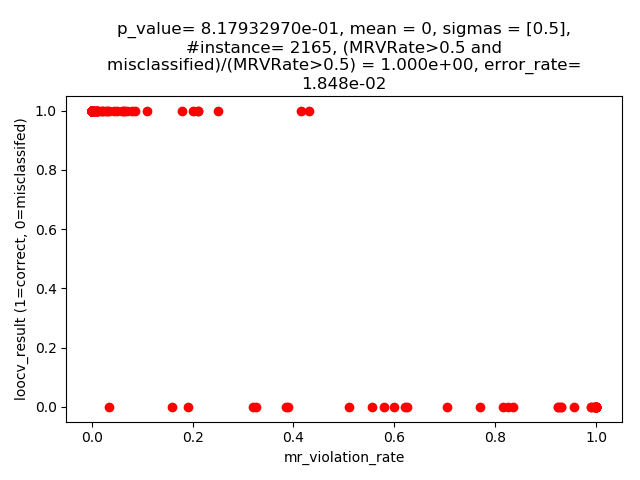 p_value= 8.17932970e-01, mean = 0, sigmas = [0.5],
#instance= 2165, (MRVRate>0.5 and
misclassified)/(MRVRate>0.5) = 1.000e+00, error_rate=
1.848e-02
1.0
0.8
0.6
0.4
0.2
0.0
loocv_result (1=correct, 0=misclassifed)
0.0 0.2 0.4 0.6 0.8 1.0
mr_violation_rate